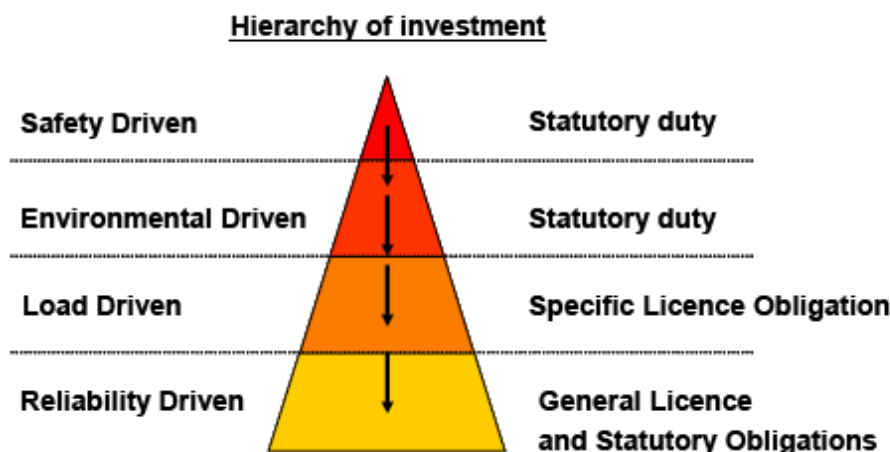 Hierarchy of investment
Safety Driven
Statutory duty
Environmental Driven
Statutory duty
Load Driven
Specific Licence Obligation
Reliability Driven
General Licence
and Statutory Obligations